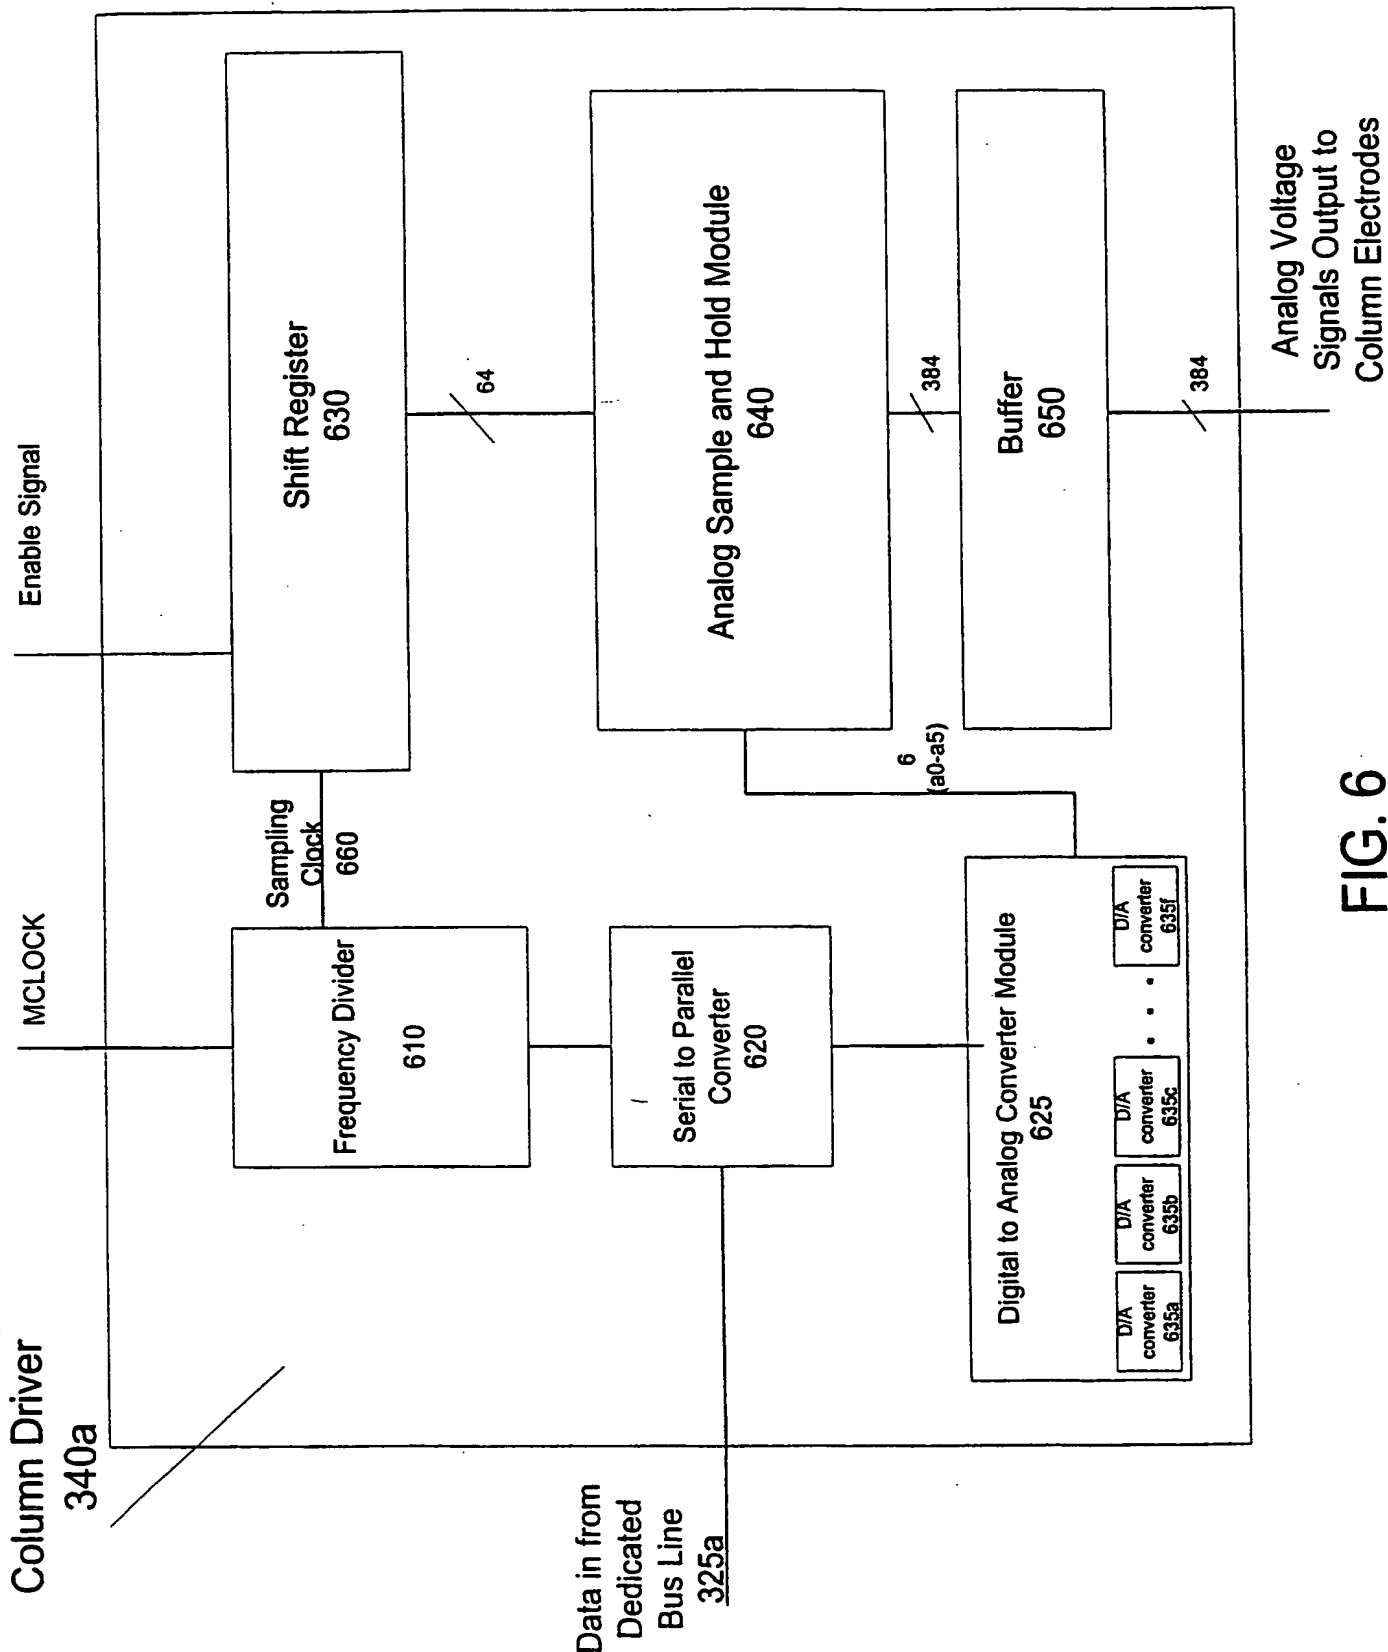 Column Driver
340a
MCLOCK
Enable Signal
Frequency Divider
610
Sampling
Clock
660
Shift Register
630
64
Data in from
Dedicated
Bus Line
325a
Serial to Parallel
Converter
620
Analog Sample and Hold Module
640
Digital to Analog Converter Module
625
D/A
converter
635a
D/A
converter
635b
D/A
converter
635c
D/A
converter
635f
6
(a0-a5)
384
Buffer
650
384
Analog Voltage
Signals Output to
Column Electrodes
FIG. 6